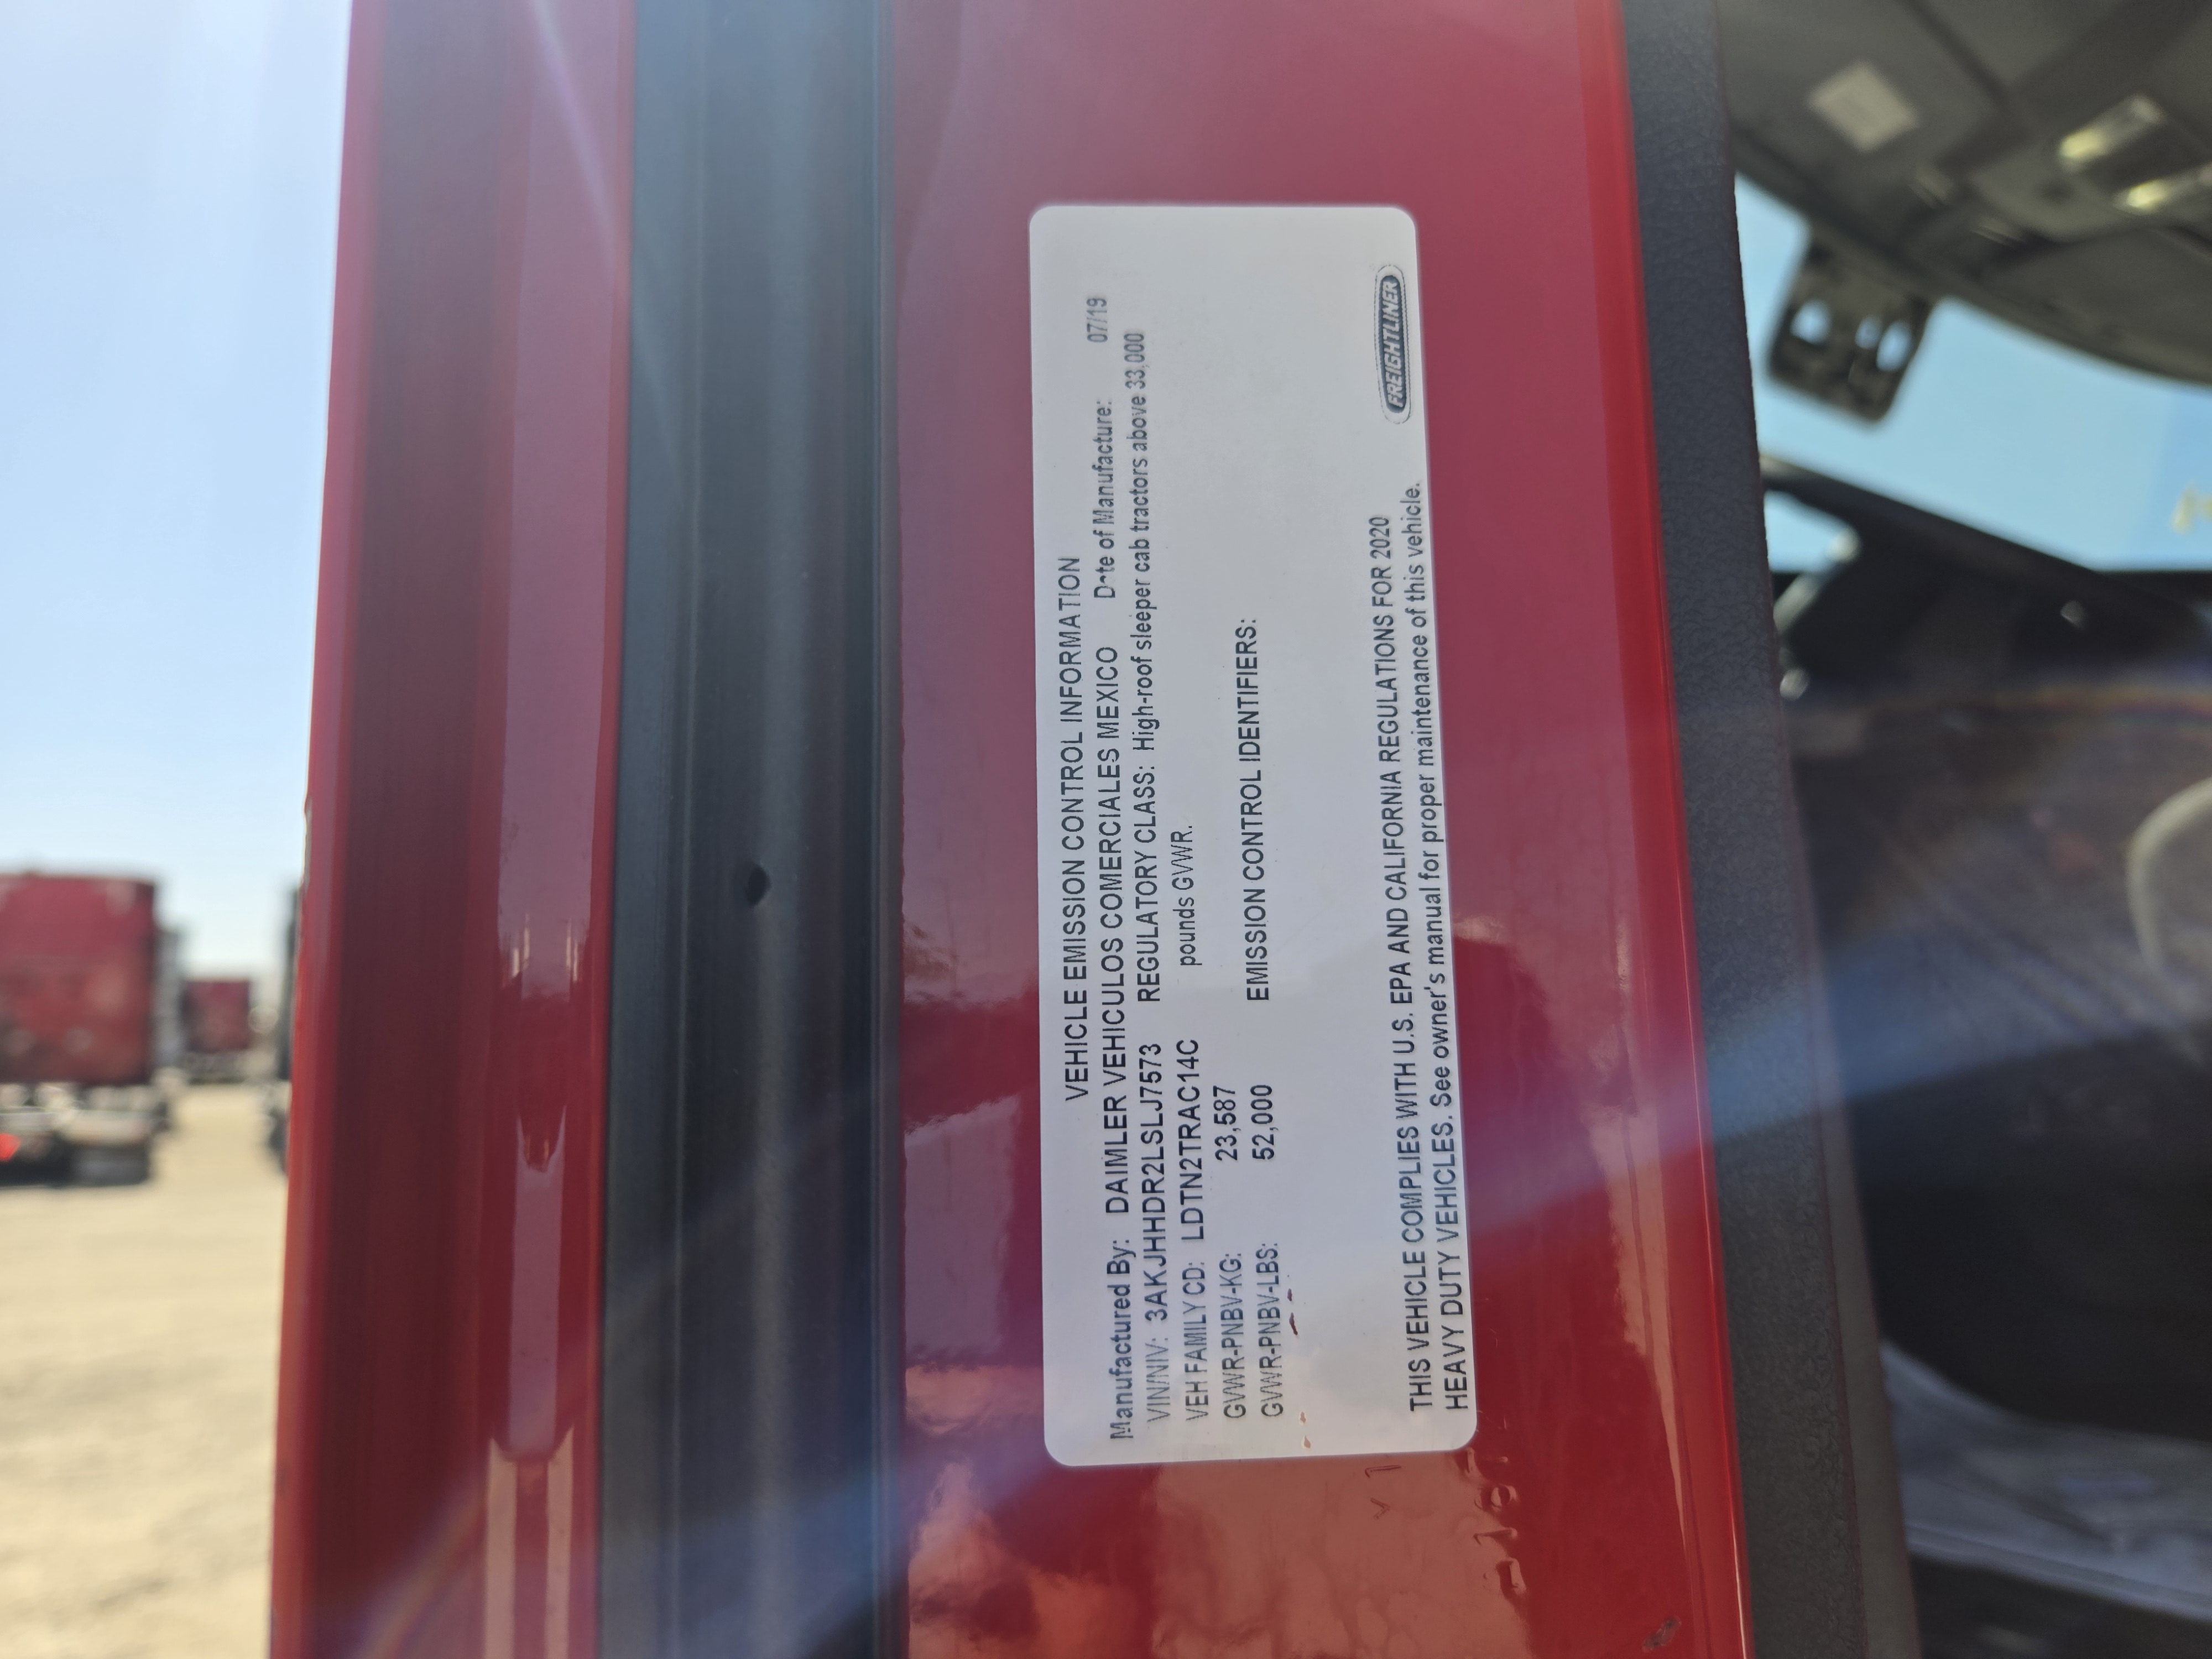 VEHICLE EMISSION CONTROL INFORMATION
Manufactured By: DAIMLER VEHICULOS COMERCIALES MEXICO Date of Manufacture: 07/19
VIN/NIV: 3AKJHHDR2LSLJ7573 REGULATORY CLASS: High-roof sleeper cab tractors above 33,000
VEH FAMILY CD: LDTN2TRAC14C pounds GVWR.
GVWR-PNBV-KG: 23,587
GVWR-PNBV-LBS: 52,000 EMISSION CONTROL IDENTIFIERS:
FREIGHTLINER
THIS VEHICLE COMPLIES WITH U.S. EPA AND CALIFORNIA REGULATIONS FOR 2020
HEAVY DUTY VEHICLES. See owner's manual for proper maintenance of this vehicle.